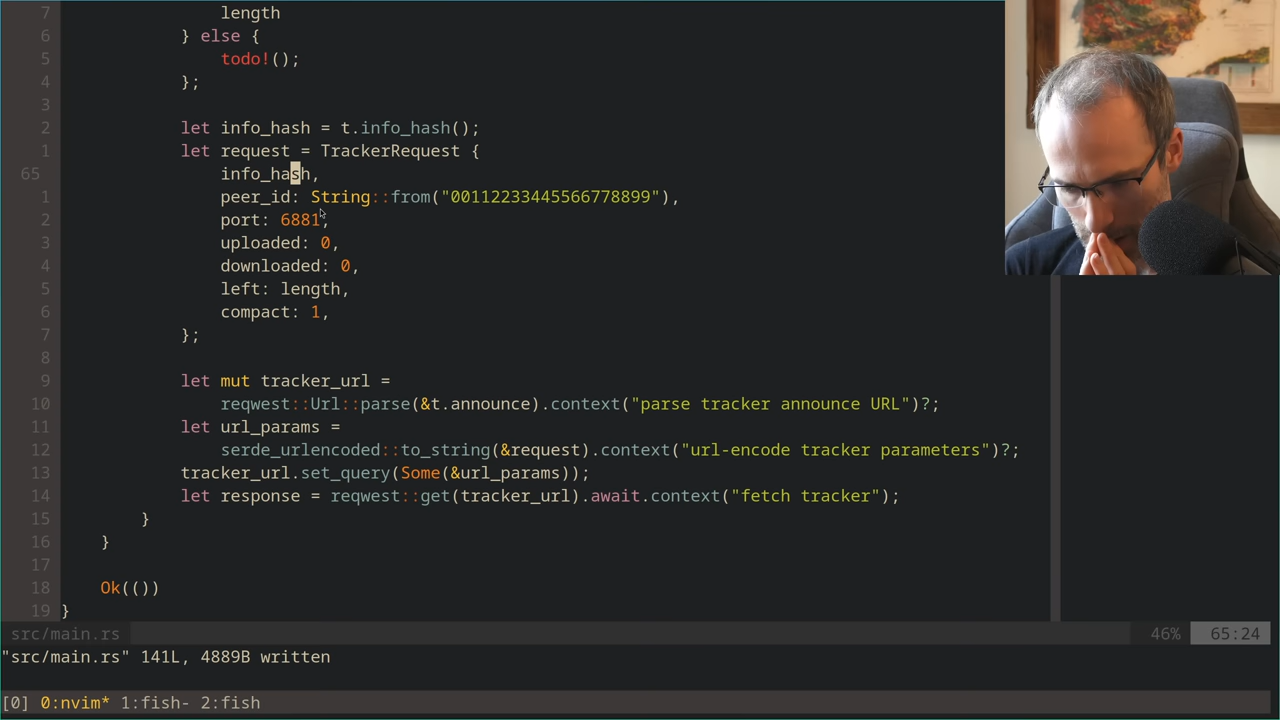 7                 length
6             } else {
5                 todo!();
4             };
3
2             let info_hash = t.info_hash();
1             let request = TrackerRequest {
65                info_hash,
1                 peer_id: String::from("00112233445566778899"),
2                 port: 6881,
3                 uploaded: 0,
4                 downloaded: 0,
5                 left: length,
6                 compact: 1,
7             };
8
9             let mut tracker_url =
10                reqwest::Url::parse(&t.announce).context("parse tracker announce URL")?;
11            let url_params =
12                serde_urlencoded::to_string(&request).context("url-encode tracker parameters")?;
13            tracker_url.set_query(Some(&url_params));
14            let response = reqwest::get(tracker_url).await.context("fetch tracker");
15        }
16    }
17
18    Ok(())
19 }
src/main.rs 46% 65:24
"src/main.rs" 141L, 4889B written
[0] 0:nvim* 1:fish- 2:fish